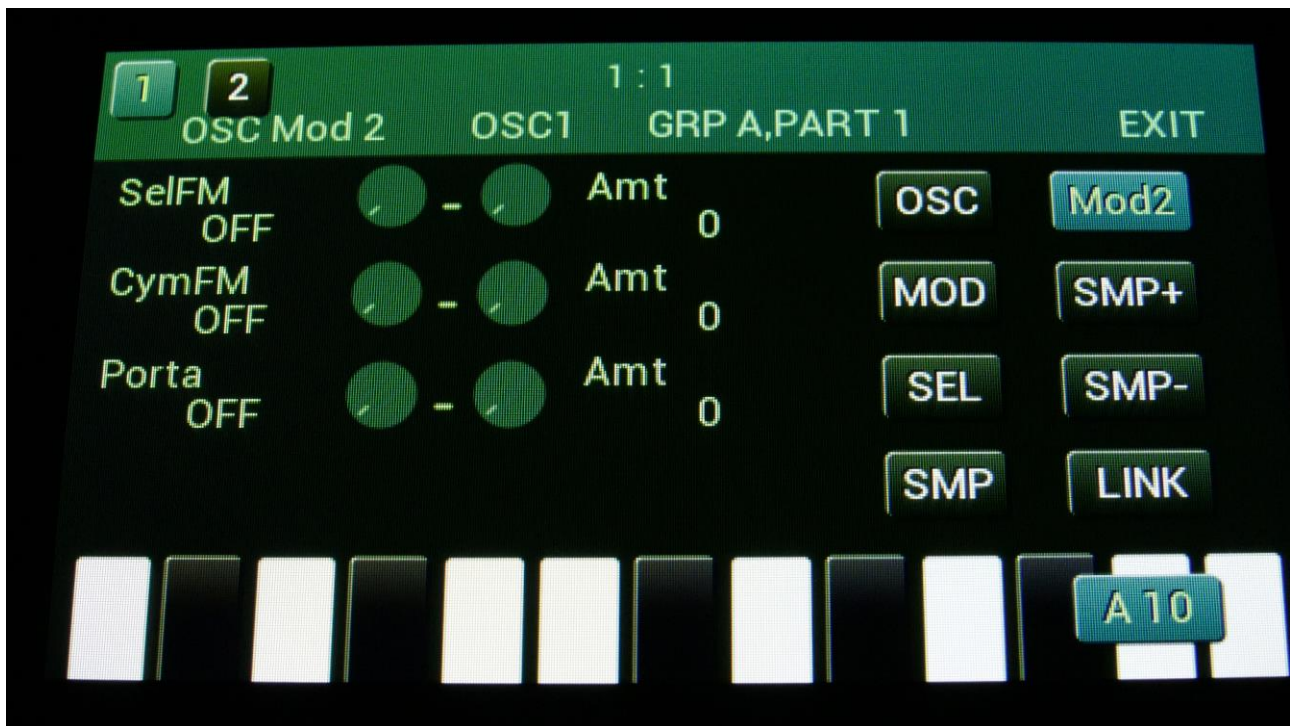 1 2 1 : 1
OSC Mod 2 OSC1 GRP A,PART 1 EXIT
SelFM Amt OSC Mod2
OFF - 0
CymFM Amt MOD SMP+
OFF - 0
Porta Amt SEL SMP-
OFF - 0
SMP LINK
A 10